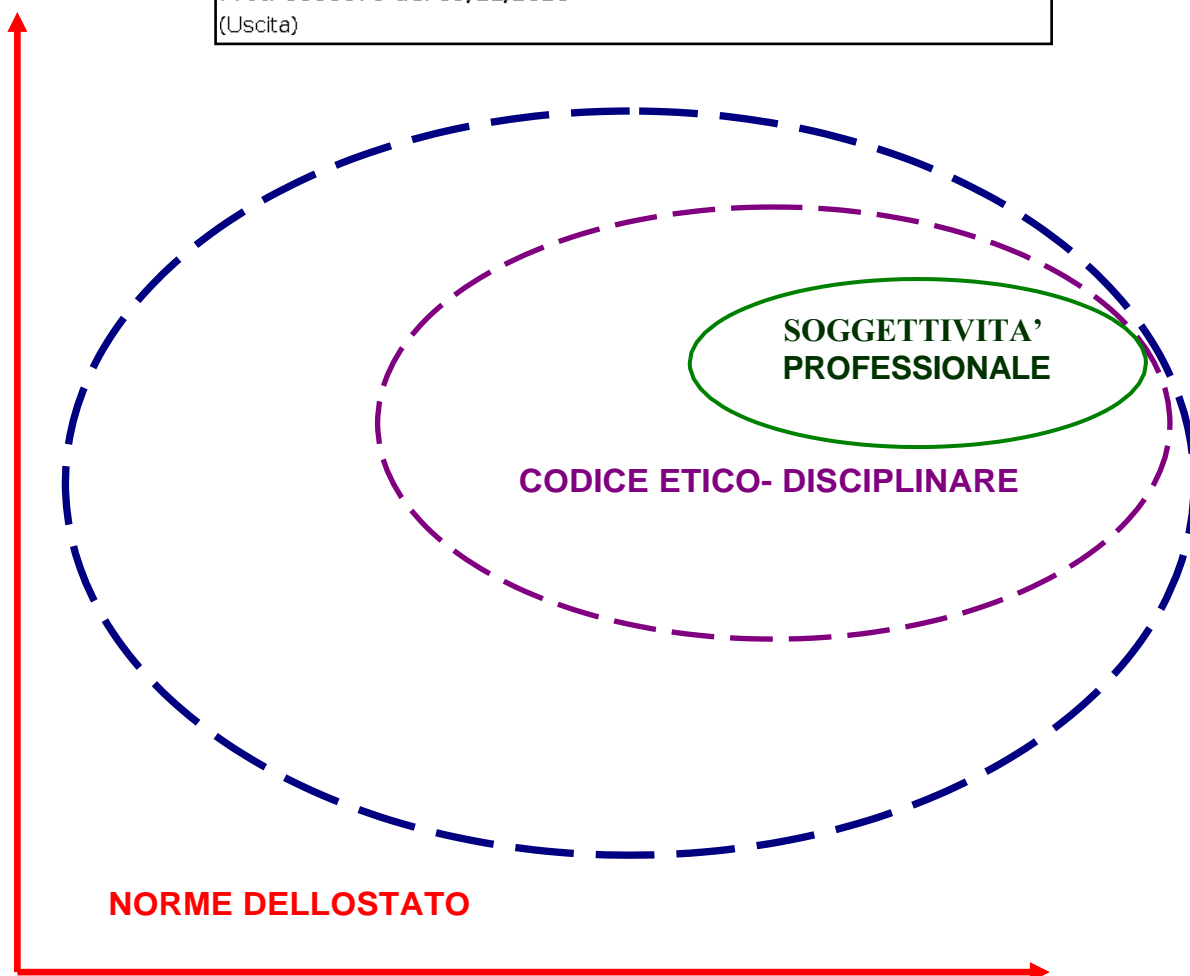 (Uscita)
SOGGETTIVITA’
PROFESSIONALE
CODICE ETICO- DISCIPLINARE
NORME DELLOSTATO